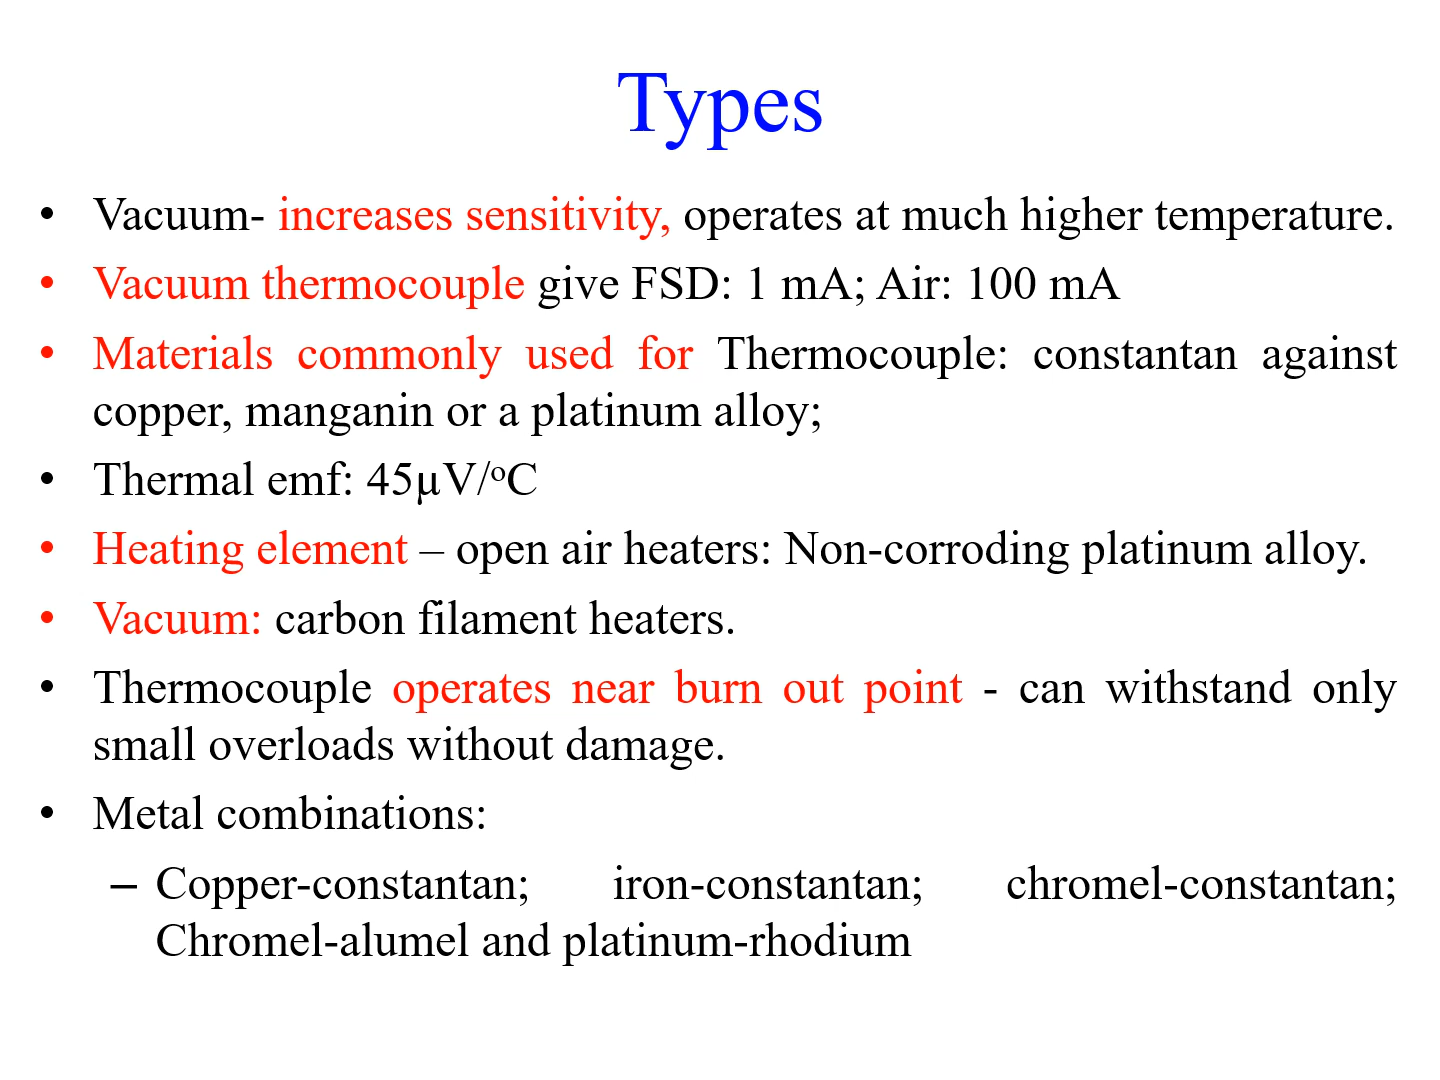 Types
• Vacuum- increases sensitivity, operates at much higher temperature.
• Vacuum thermocouple give FSD: 1 mA; Air: 100 mA
• Materials commonly used for Thermocouple: constantan against
copper, manganin or a platinum alloy;
• Thermal emf: 45µV/ºC
• Heating element – open air heaters: Non-corroding platinum alloy.
• Vacuum: carbon filament heaters.
• Thermocouple operates near burn out point - can withstand only
small overloads without damage.
• Metal combinations:
– Copper-constantan; iron-constantan; chromel-constantan;
Chromel-alumel and platinum-rhodium